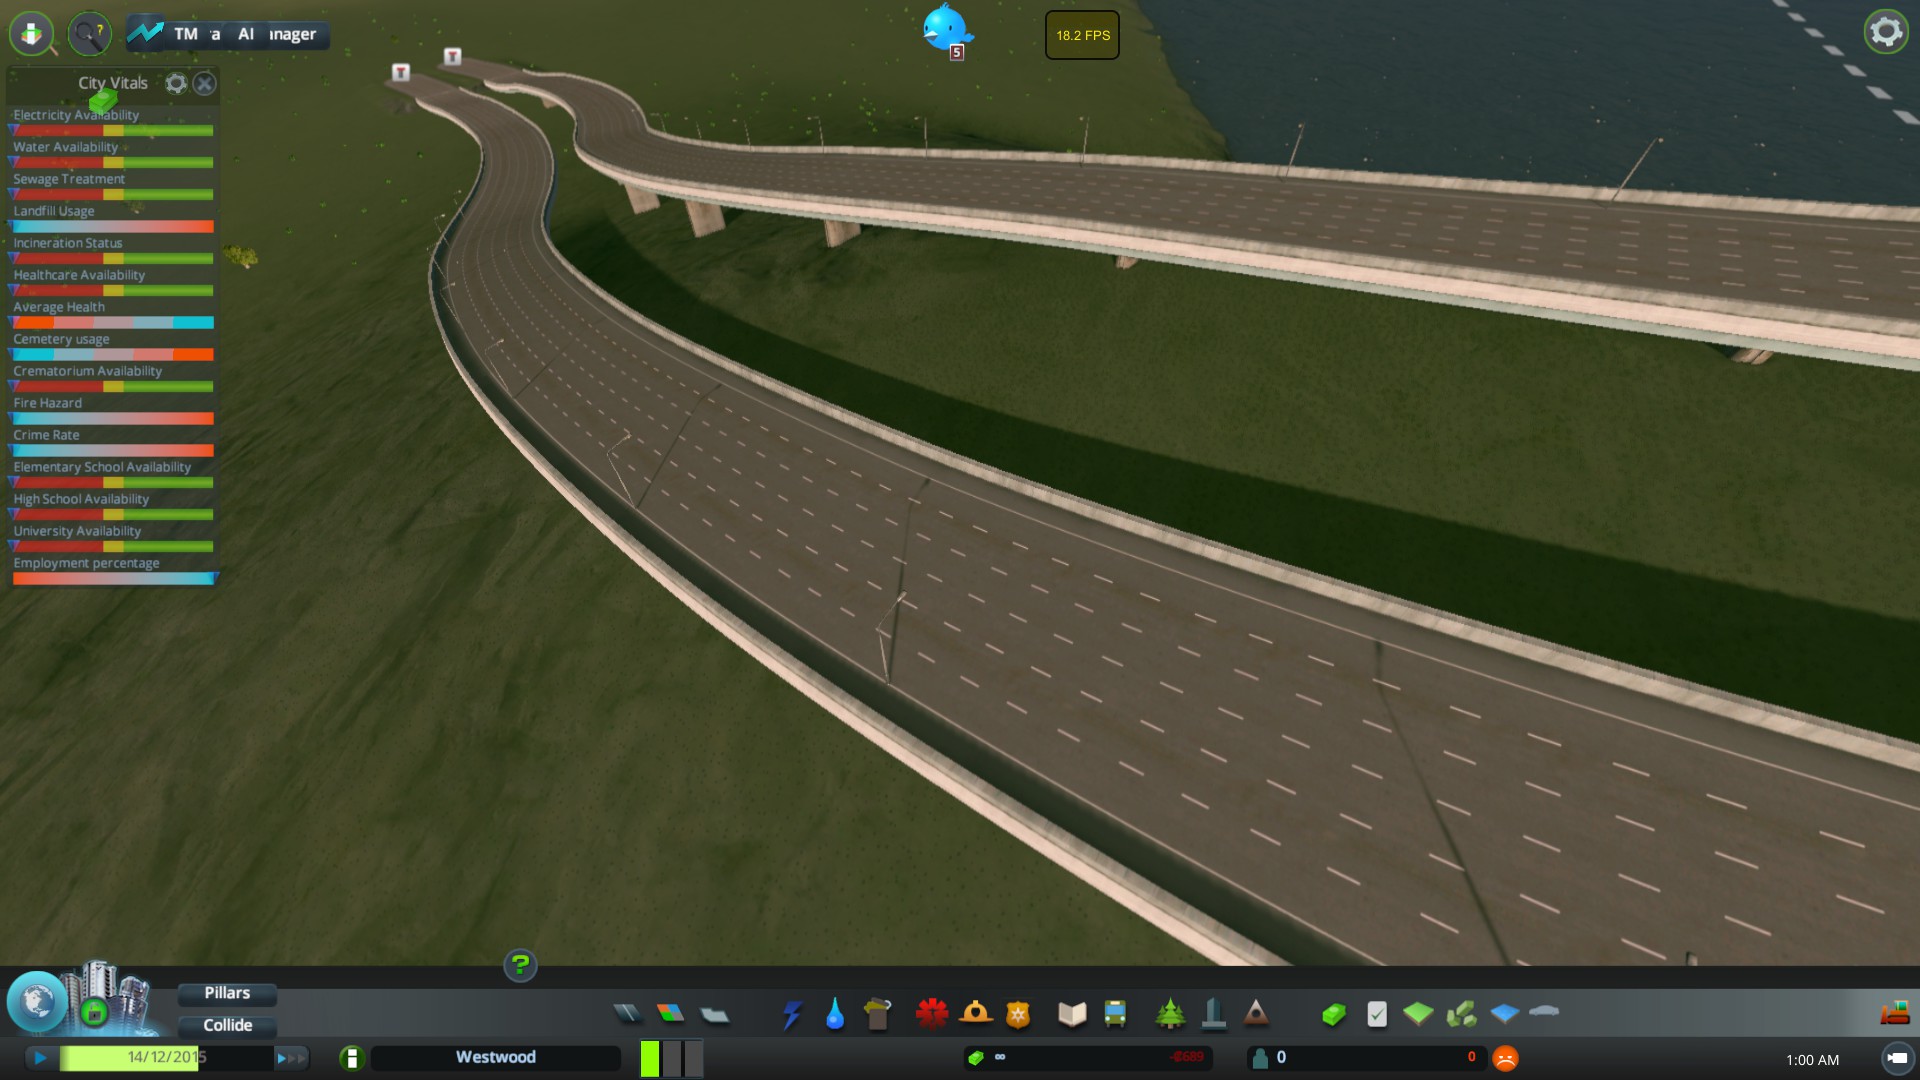 TM
a
AI
anager
5
18.2 FPS
T
T
City Vitals
Electricity Availability
Water Availability
Sewage Treatment
Landfill Usage
Incineration Status
Healthcare Availability
Average Health
Cemetery usage
Crematorium Availability
Fire Hazard
Crime Rate
Elementary School Availability
High School Availability
University Availability
Employment percentage
?
Pillars
Collide
14/12/2015
Westwood
∞
0
0
1:00 AM